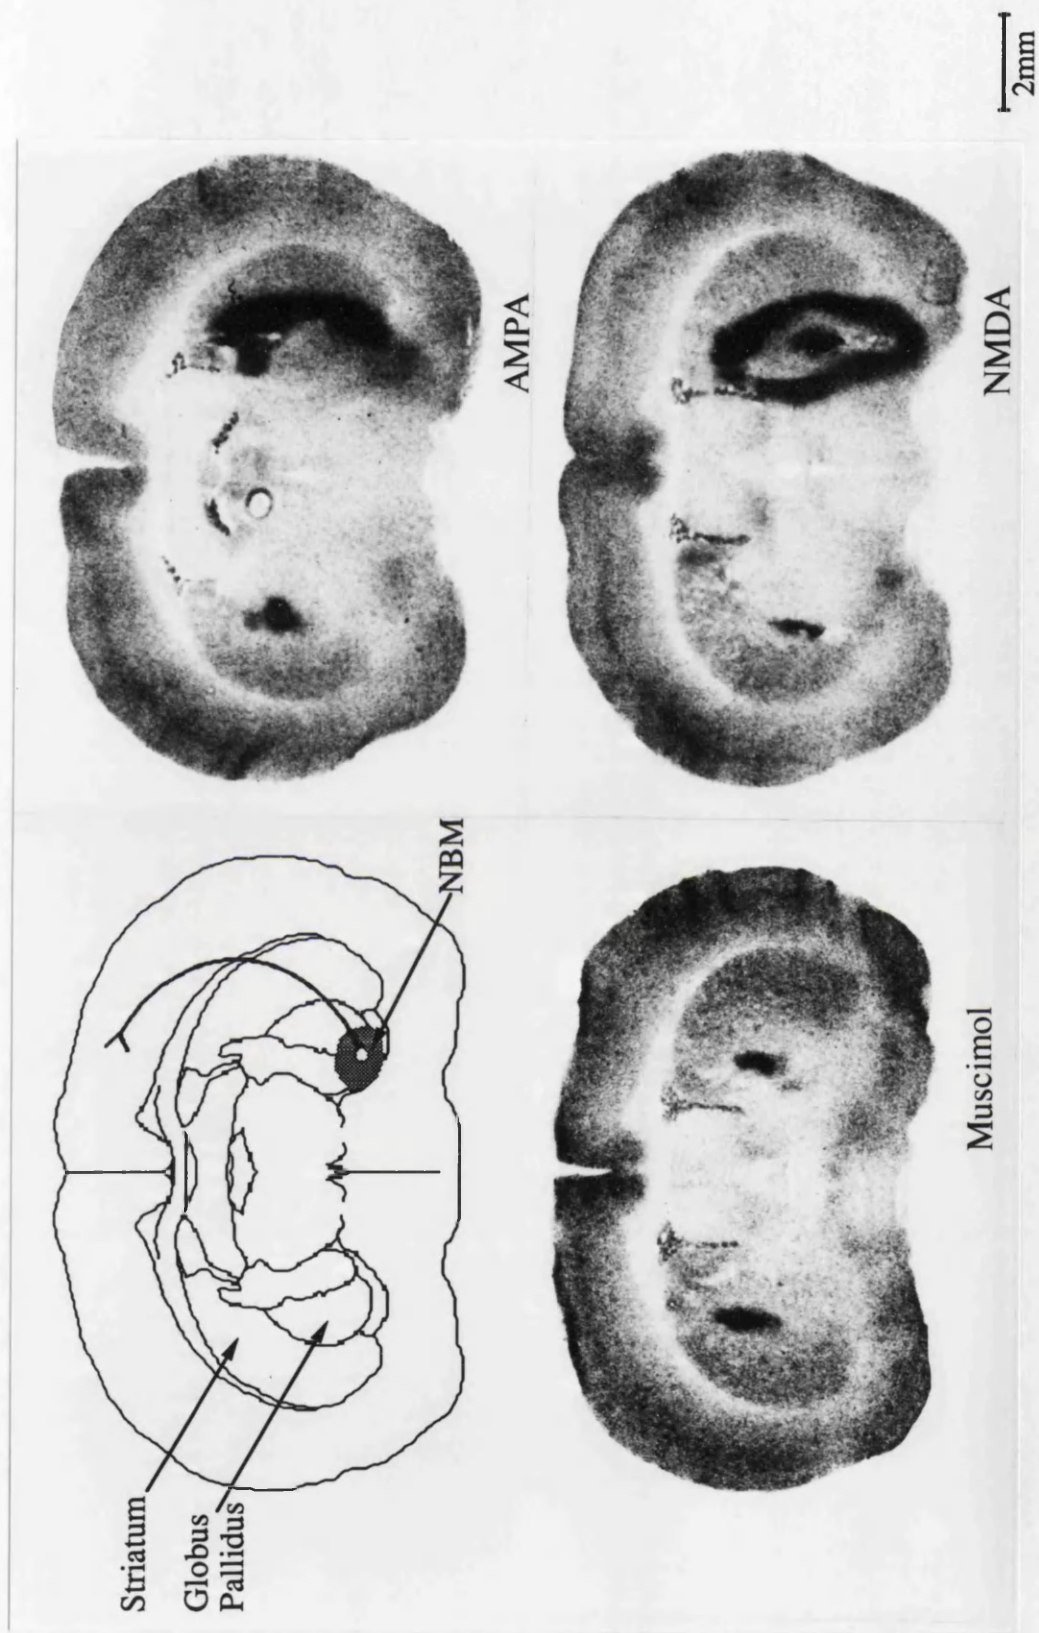 Striatum
Globus
Pallidus
NBM
AMPA
Muscimol
NMDA
2mm